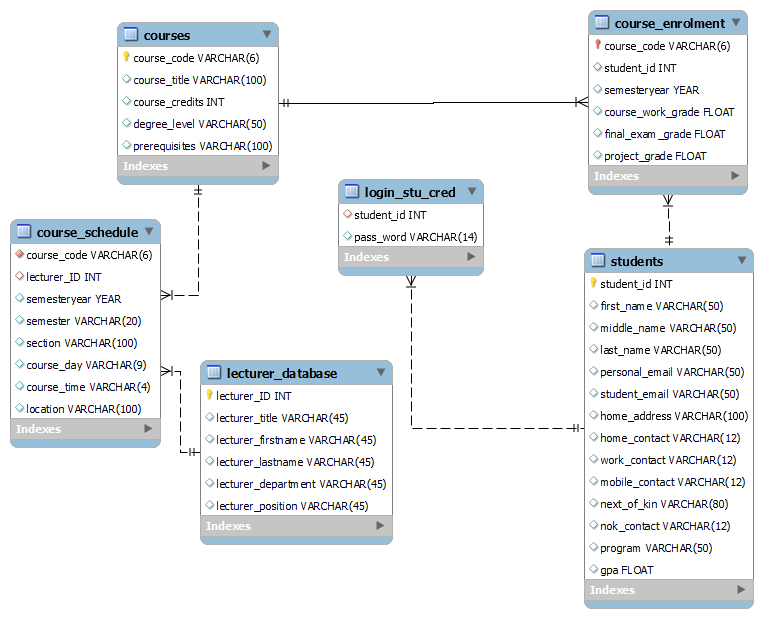 courses
course_code VARCHAR(6)
course_title VARCHAR(100)
course_credits INT
degree_level VARCHAR(50)
prerequisites VARCHAR(100)
Indexes
course_enrolment
course_code VARCHAR(6)
student_id INT
semesteryear YEAR
course_work_grade FLOAT
final_exam_grade FLOAT
project_grade FLOAT
Indexes
login_stu_cred
student_id INT
pass_word VARCHAR(14)
Indexes
course_schedule
course_code VARCHAR(6)
lecturer_ID INT
semesteryear YEAR
semester VARCHAR(20)
section VARCHAR(100)
course_day VARCHAR(9)
course_time VARCHAR(4)
location VARCHAR(100)
Indexes
students
student_id INT
first_name VARCHAR(50)
middle_name VARCHAR(50)
last_name VARCHAR(50)
personal_email VARCHAR(50)
student_email VARCHAR(50)
home_address VARCHAR(100)
home_contact VARCHAR(12)
work_contact VARCHAR(12)
mobile_contact VARCHAR(12)
next_of_kin VARCHAR(80)
nok_contact VARCHAR(12)
program VARCHAR(50)
gpa FLOAT
Indexes
lecturer_database
lecturer_ID INT
lecturer_title VARCHAR(45)
lecturer_firstname VARCHAR(45)
lecturer_lastname VARCHAR(45)
lecturer_department VARCHAR(45)
lecturer_position VARCHAR(45)
Indexes